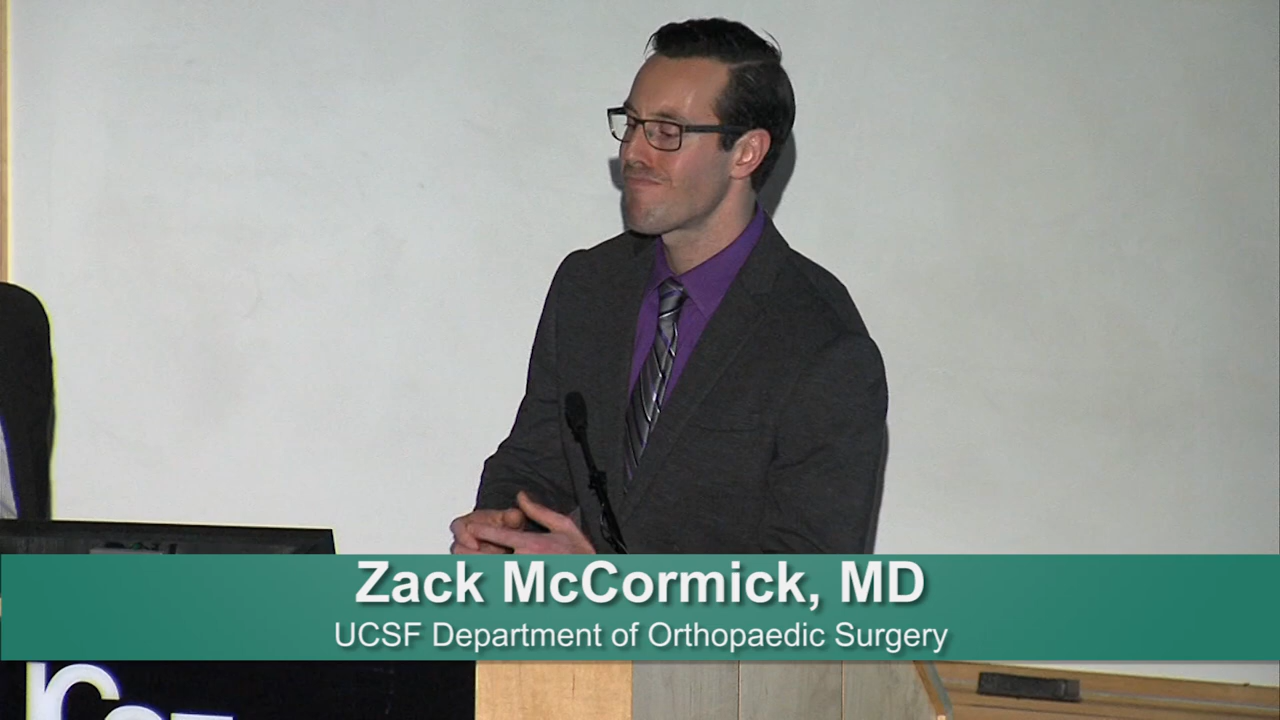 Zack McCormick, MD
UCSF Department of Orthopaedic Surgery